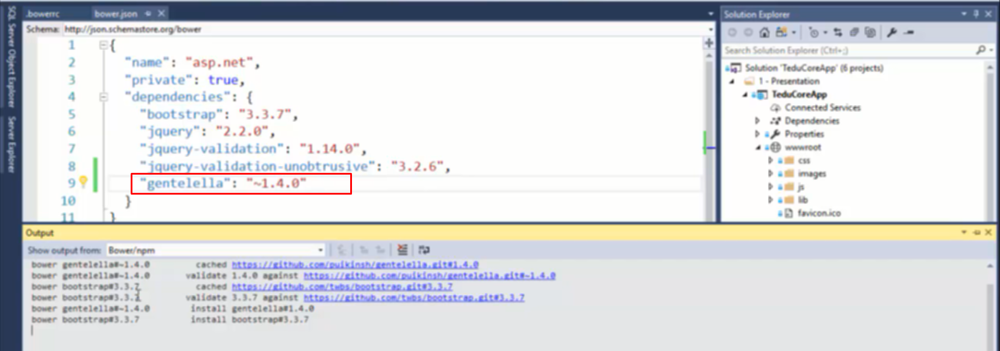 SQL Server Object Explorer
Server Explorer
.bowerrc
bower.json
Schema: http://json.schemastore.org/bower
1 {
2 "name": "asp.net",
3 "private": true,
4 "dependencies": {
5 "bootstrap": "3.3.7",
6 "jquery": "2.2.0",
7 "jquery-validation": "1.14.0",
8 "jquery-validation-unobtrusive": "3.2.6",
9 "gentelella": "~1.4.0"
10 }
11 }
Solution Explorer
Search Solution Explorer (Ctrl+;)
Solution 'TeduCoreApp' (6 projects)
1 - Presentation
TeduCoreApp
Connected Services
Dependencies
Properties
wwwroot
css
images
js
lib
favicon.ico
Output
Show output from: Bower/npm
bower gentelella#~1.4.0 cached https://github.com/puikinsh/gentelella.git#1.4.0
bower gentelella#~1.4.0 validate 1.4.0 against https://github.com/puikinsh/gentelella.git#~1.4.0
bower bootstrap#3.3.7 cached https://github.com/twbs/bootstrap.git#3.3.7
bower bootstrap#3.3.7 validate 3.3.7 against https://github.com/twbs/bootstrap.git#3.3.7
bower gentelella#~1.4.0 install gentelella#1.4.0
bower bootstrap#3.3.7 install bootstrap#3.3.7